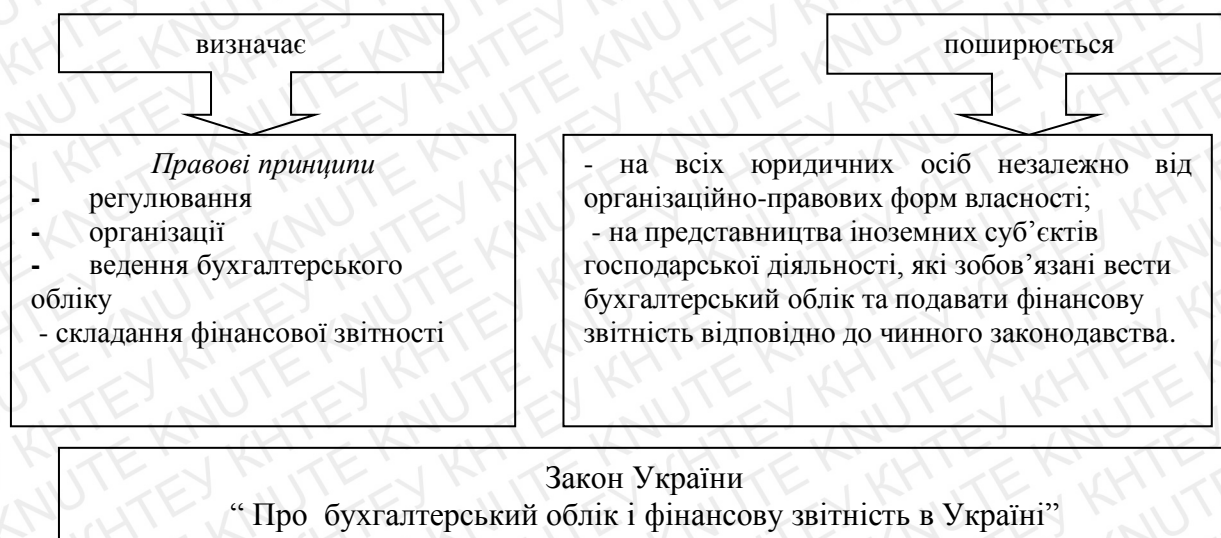 визначає
поширюється
Правові принципи
- регулювання
- організації
- ведення бухгалтерського
обліку
- складання фінансової звітності
- на всіх юридичних осіб незалежно від
організаційно-правових форм власності;
- на представництва іноземних суб’єктів
господарської діяльності, які зобов’язані вести
бухгалтерський облік та подавати фінансову
звітність відповідно до чинного законодавства.
Закон України
“ Про бухгалтерський облік і фінансову звітність в Україні”